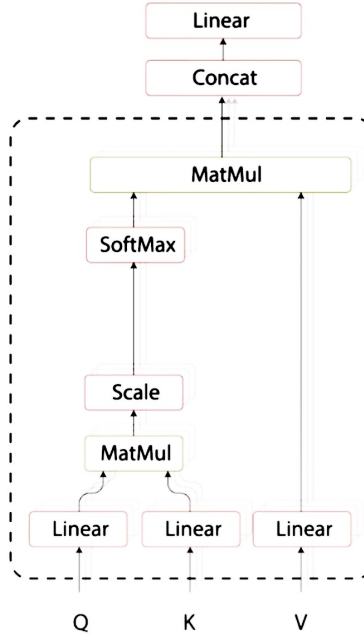 Linear
Concat
MatMul
SoftMax
Scale
MatMul
Linear Linear Linear
Q K V